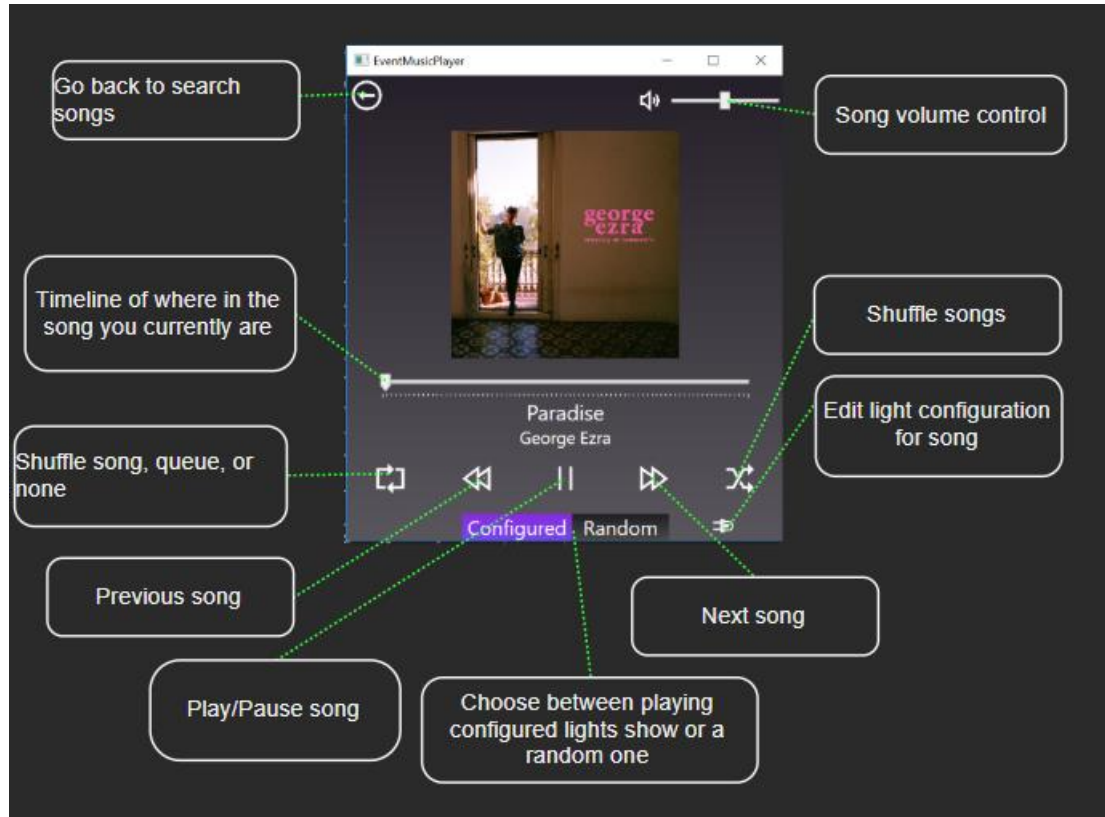 EventMusicPlayer
Go back to search
songs
Song volume control
george
ezra
Timeline of where in the
song you currently are
Shuffle songs
Paradise
George Ezra
Edit light configuration
for song
Shuffle song, queue, or
none
Configured Random
Previous song
Next song
Play/Pause song
Choose between playing
configured lights show or a
random one